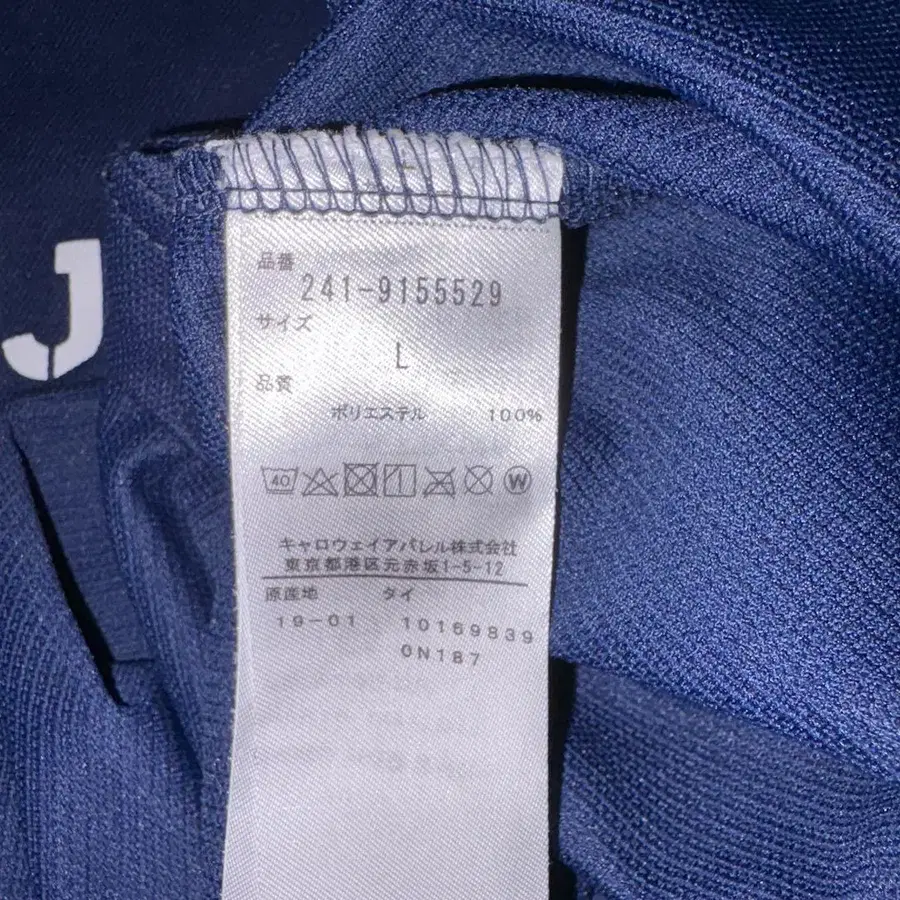 J
品番
241-9155529
サイズ
L
品質
ポリエステル 100%
40 W
キャロウェイアパレル株式会社
東京都港区元赤坂1-5-12
原産地 タイ
19-01 10169839
0N187